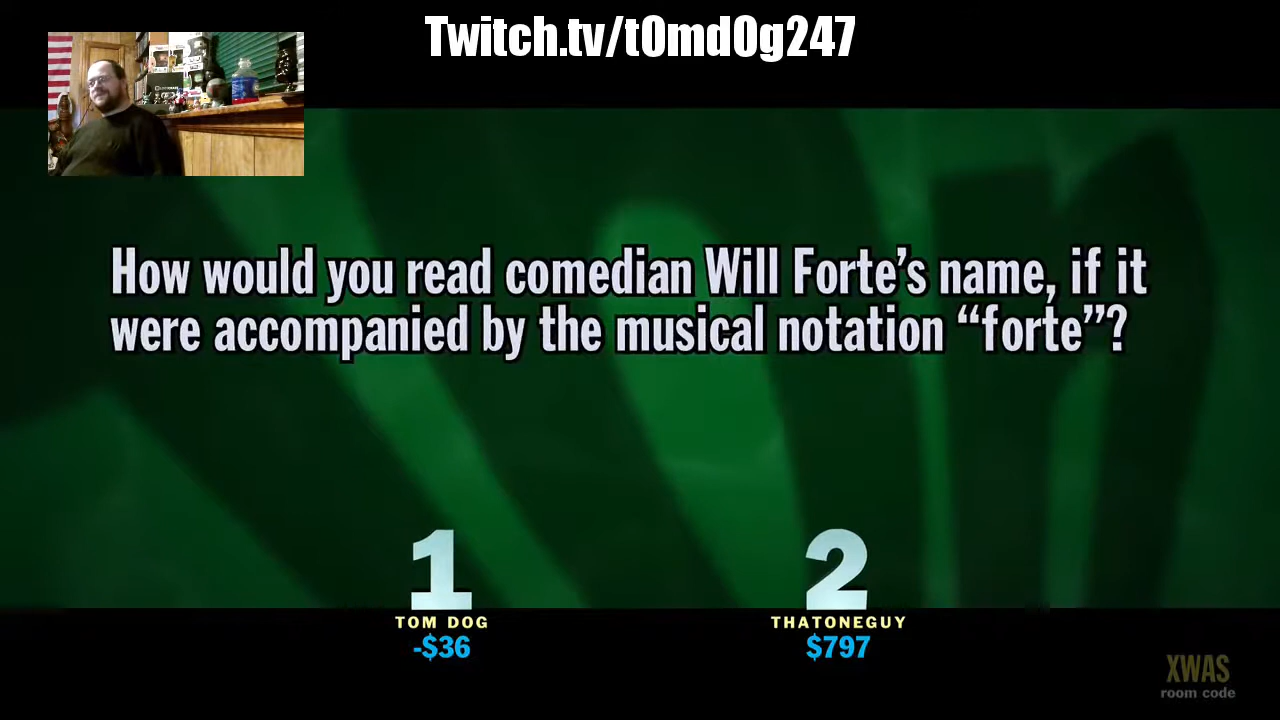 Twitch.tv/t0md0g247
How would you read comedian Will Forte’s name, if it
were accompanied by the musical notation “forte”?
1
TOM DOG
-$36
2
THATONEGUY
$797
XWAS
room code